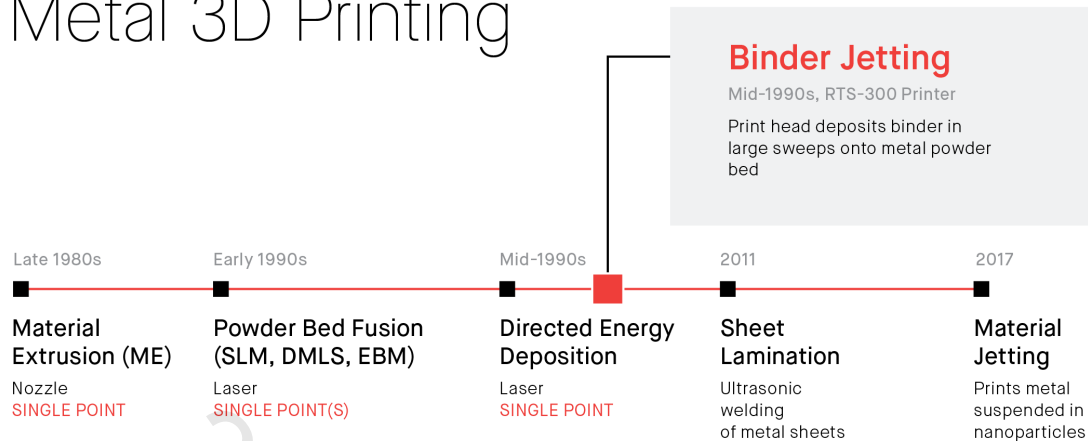 Metal 3D Printing
Binder Jetting
Mid-1990s, RTS-300 Printer
Print head deposits binder in
large sweeps onto metal powder
bed
Late 1980s
Early 1990s
Mid-1990s
2011
2017
Material
Extrusion (ME)
Nozzle
SINGLE POINT
Powder Bed Fusion
(SLM, DMLS, EBM)
Laser
SINGLE POINT(S)
Directed Energy
Deposition
Laser
SINGLE POINT
Sheet
Lamination
Ultrasonic
welding
of metal sheets
Material
Jetting
Prints metal
suspended in
nanoparticles